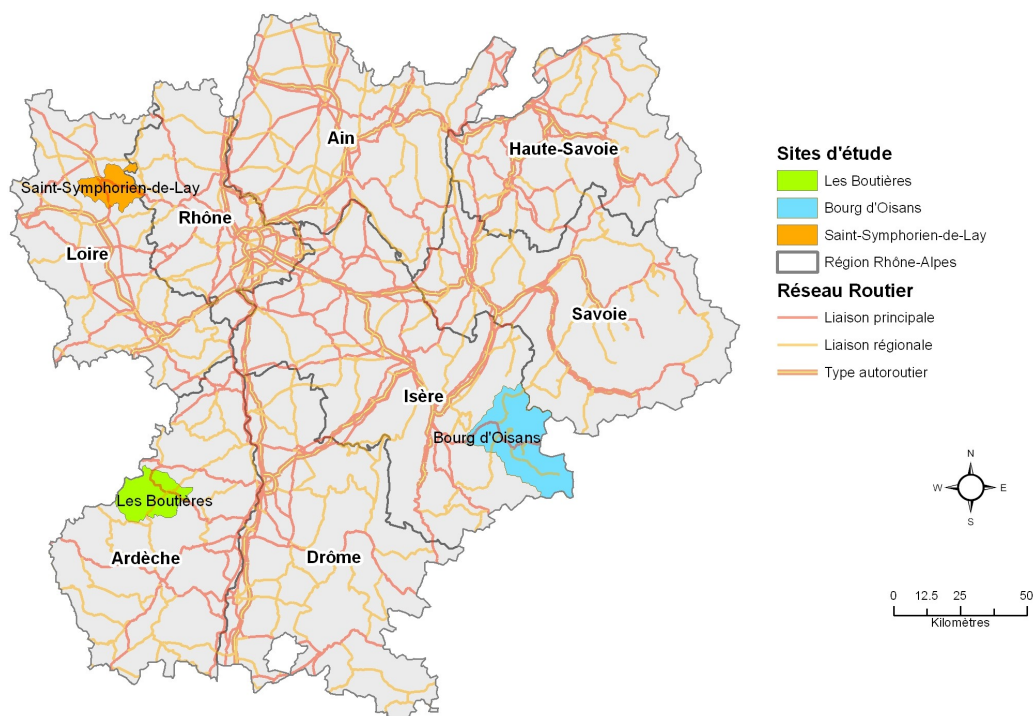 Ain
Haute-Savoie
Saint-Symphorien-de-Lay
Rhône
Loire
Savoie
Isère
Bourg d'Oisans
Les Boutières
Ardèche
Drôme
Sites d'étude
Les Boutières
Bourg d'Oisans
Saint-Symphorien-de-Lay
Région Rhône-Alpes
Réseau Routier
Liaison principale
Liaison régionale
Type autoroutier
N
W E
S
0 12.5 25 50
Kilomètres